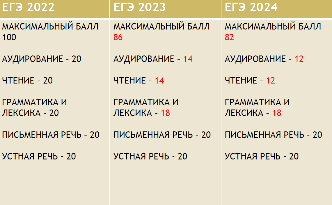 ЕГЭ 2022
МАКСИМАЛЬНЫЙ БАЛЛ
100
АУДИРОВАНИЕ - 20
ЧТЕНИЕ - 20
ГРАММАТИКА И
ЛЕКСИКА - 20
ПИСЬМЕННАЯ РЕЧЬ - 20
УСТНАЯ РЕЧЬ - 20
ЕГЭ 2023
МАКСИМАЛЬНЫЙ БАЛЛ
86
АУДИРОВАНИЕ - 14
ЧТЕНИЕ - 14
ГРАММАТИКА И
ЛЕКСИКА - 18
ПИСЬМЕННАЯ РЕЧЬ - 20
УСТНАЯ РЕЧЬ - 20
ЕГЭ 2024
МАКСИМАЛЬНЫЙ БАЛЛ
82
АУДИРОВАНИЕ - 12
ЧТЕНИЕ - 12
ГРАММАТИКА И
ЛЕКСИКА - 18
ПИСЬМЕННАЯ РЕЧЬ - 20
УСТНАЯ РЕЧЬ - 20